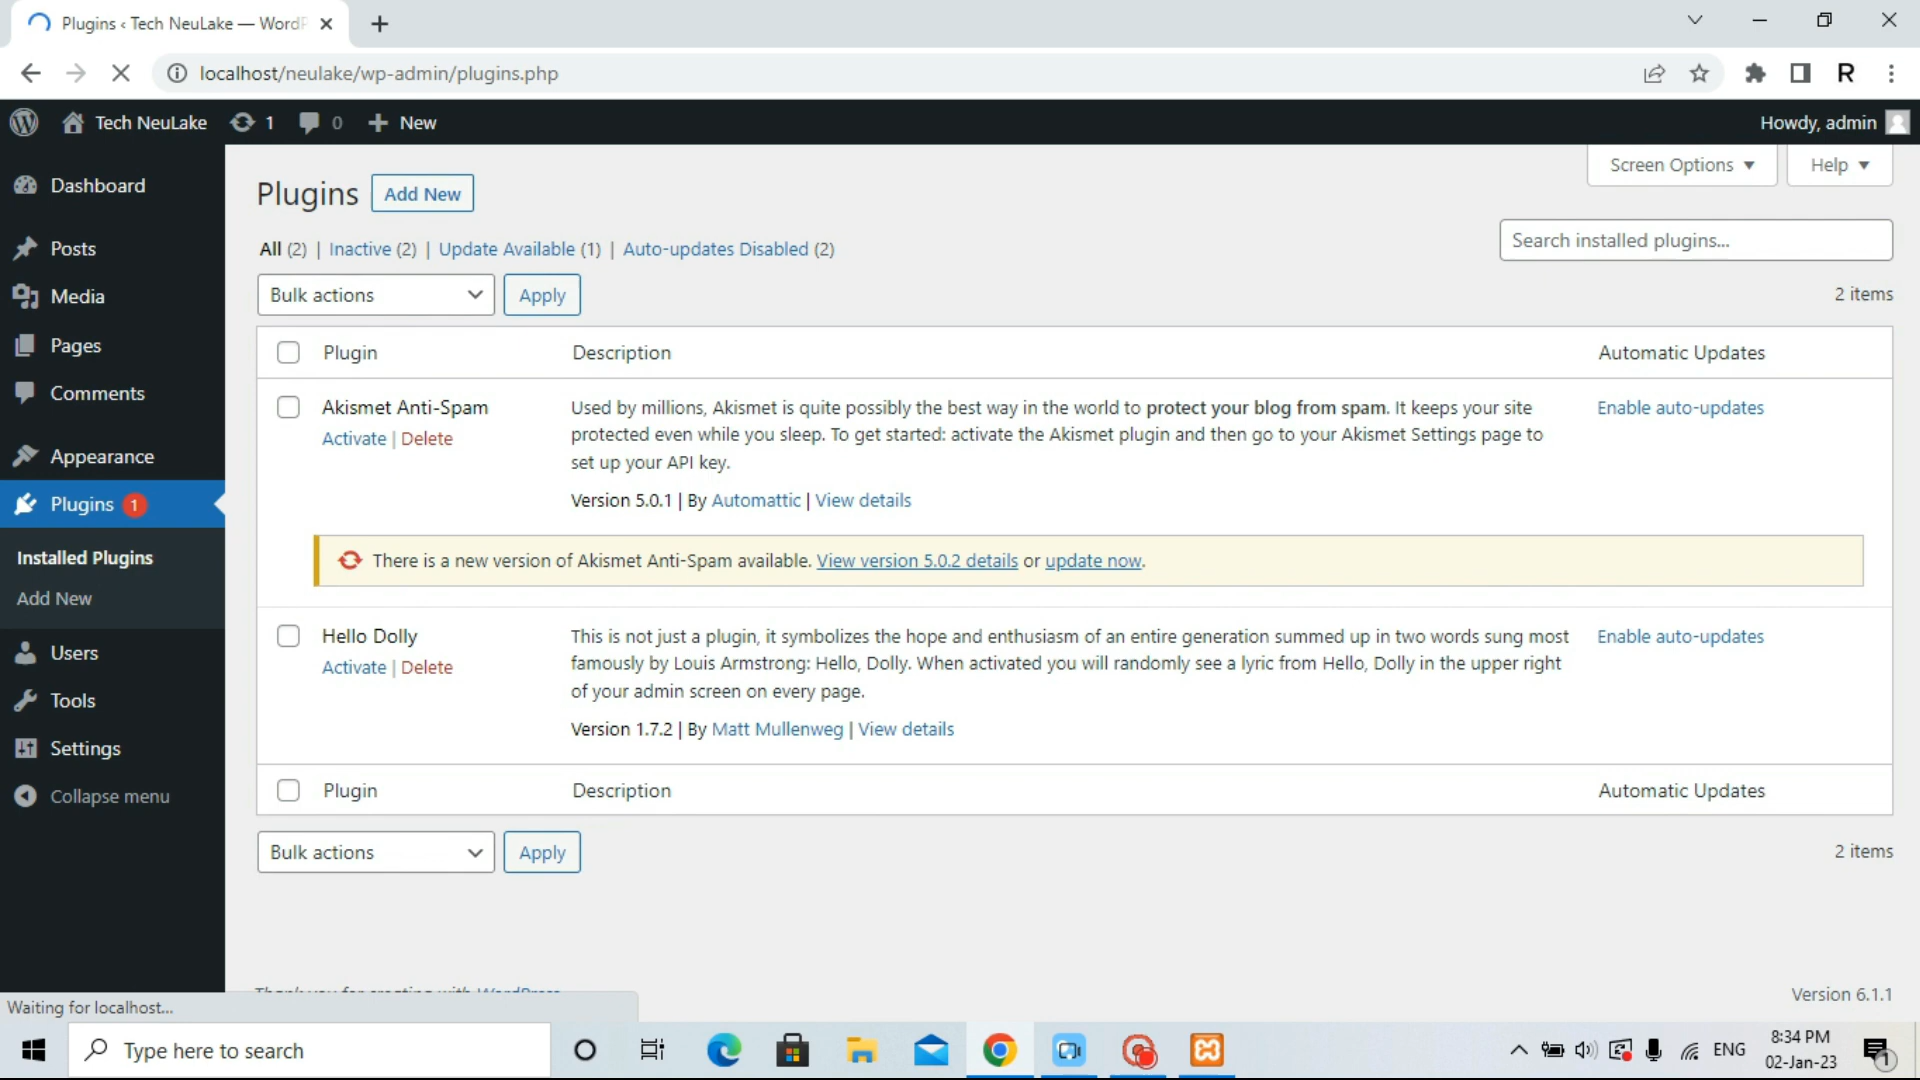 Plugins ‹ Tech NeuLake — WordP
localhost/neulake/wp-admin/plugins.php
R
Tech NeuLake 1 0 New
Howdy, admin
Screen Options Help
Dashboard
Posts
Media
Pages
Comments
Appearance
Plugins 1
Installed Plugins
Add New
Users
Tools
Settings
Collapse menu
Plugins Add New
All (2) | Inactive (2) | Update Available (1) | Auto-updates Disabled (2)
Search installed plugins...
Bulk actions Apply
2 items
Plugin Description Automatic Updates
Akismet Anti-Spam
Activate | Delete
Used by millions, Akismet is quite possibly the best way in the world to protect your blog from spam. It keeps your site
protected even while you sleep. To get started: activate the Akismet plugin and then go to your Akismet Settings page to
set up your API key.
Version 5.0.1 | By Automattic | View details
Enable auto-updates
There is a new version of Akismet Anti-Spam available. View version 5.0.2 details or update now.
Hello Dolly
Activate | Delete
This is not just a plugin, it symbolizes the hope and enthusiasm of an entire generation summed up in two words sung most
famously by Louis Armstrong: Hello, Dolly. When activated you will randomly see a lyric from Hello, Dolly in the upper right
of your admin screen on every page.
Version 1.7.2 | By Matt Mullenweg | View details
Enable auto-updates
Plugin Description Automatic Updates
Bulk actions Apply
2 items
Thank you for creating with WordPress
Version 6.1.1
Waiting for localhost...
Type here to search
ENG
8:34 PM
02-Jan-23
1